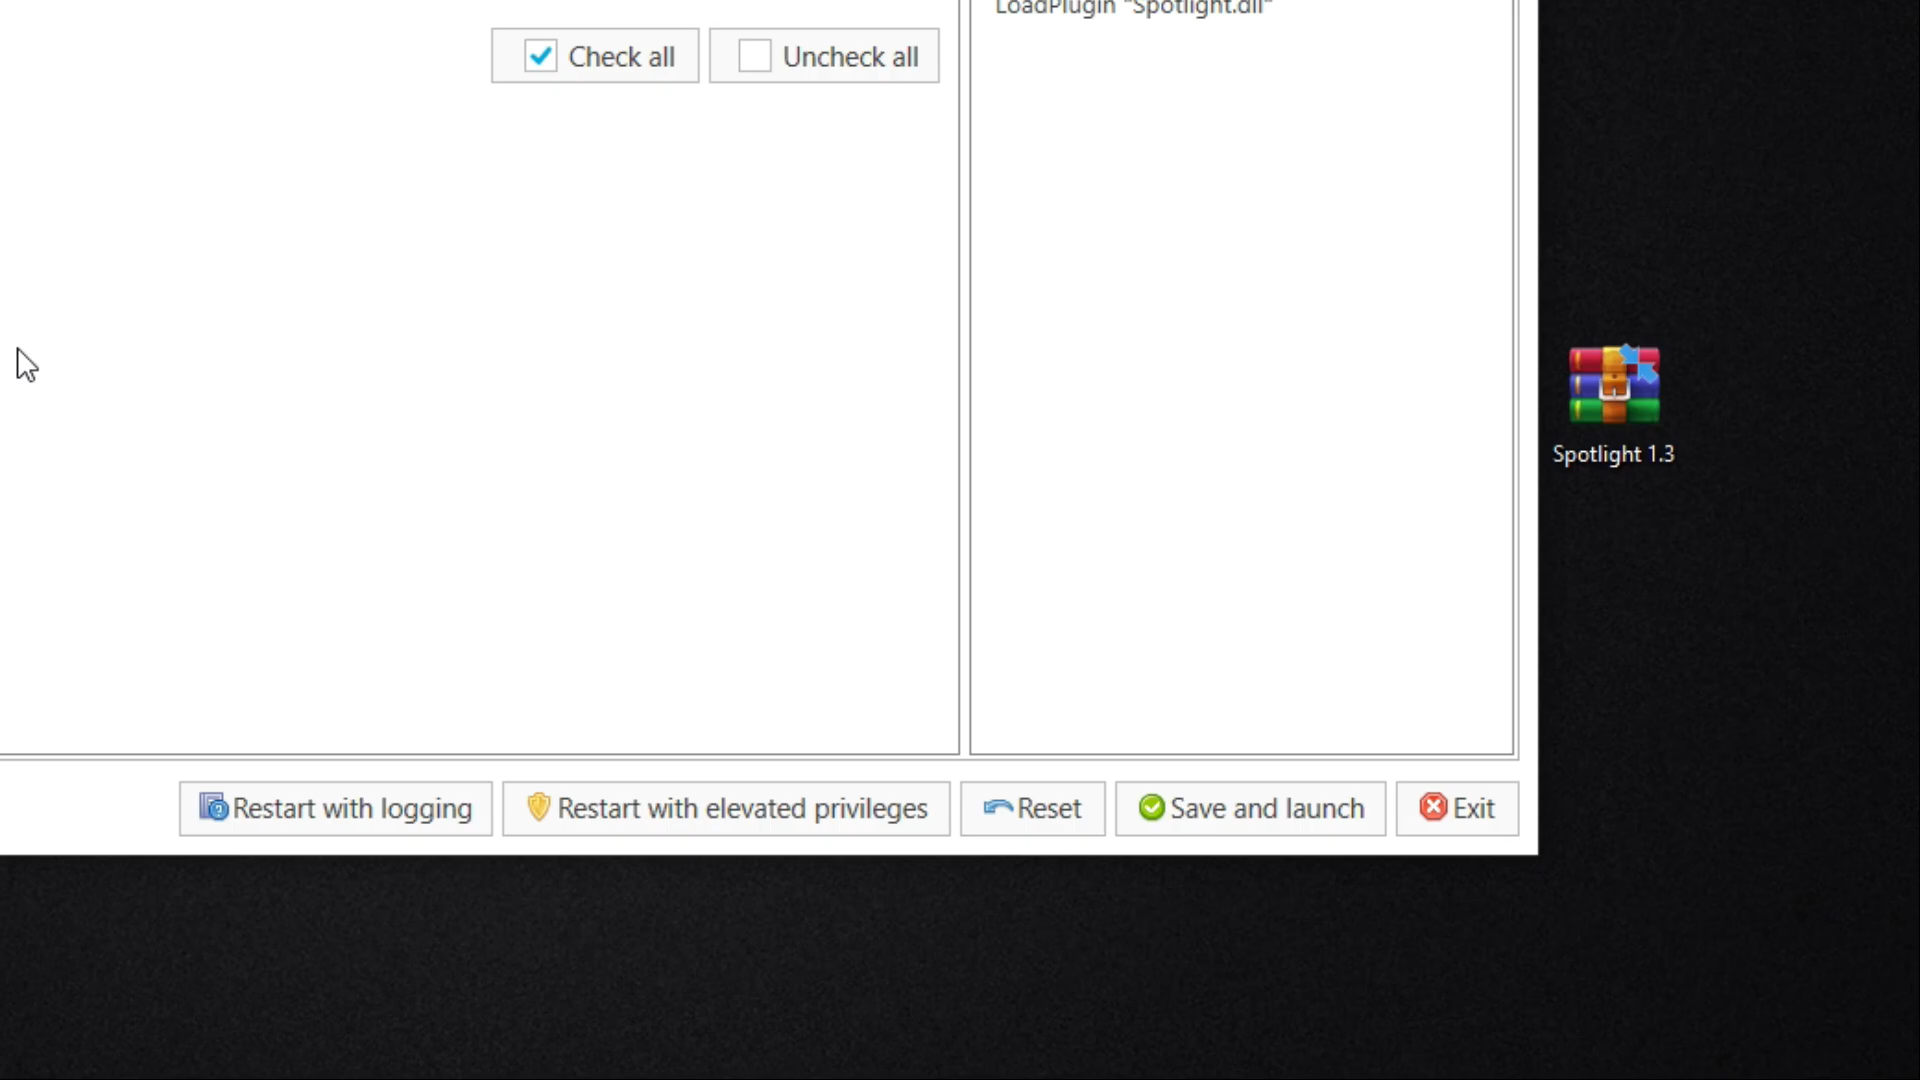 LoadPlugin "Spotlight.dll"
Check all
Uncheck all
Spotlight 1.3
Restart with logging
Restart with elevated privileges
Reset
Save and launch
Exit